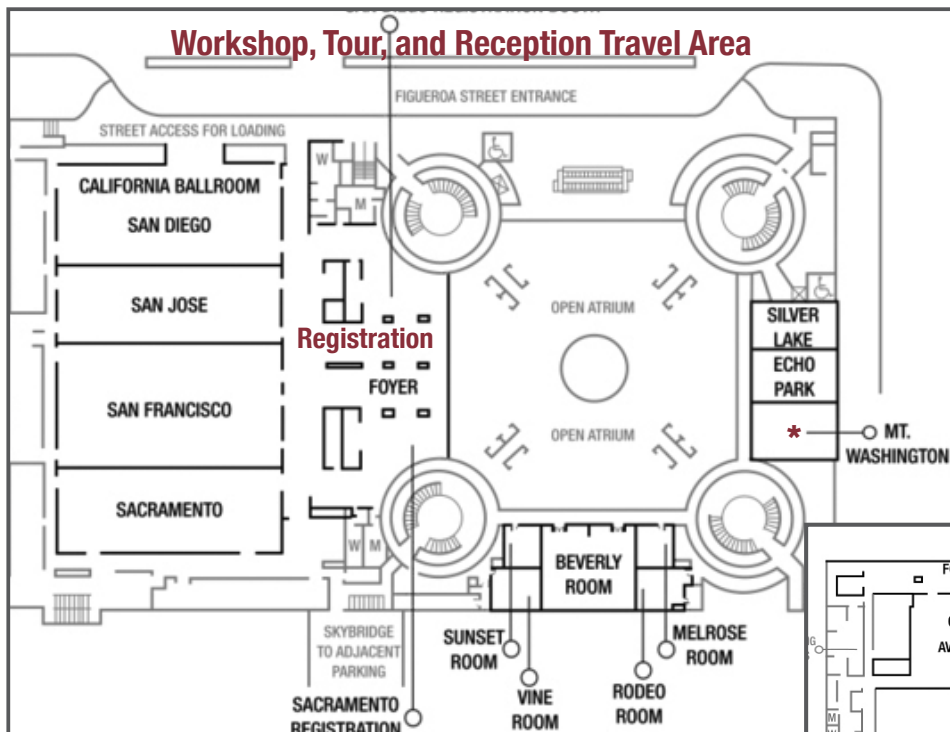 Workshop, Tour, and Reception Travel Area
FIGUEROA STREET ENTRANCE
STREET ACCESS FOR LOADING
CALIFORNIA BALLROOM
SAN DIEGO
W
M
SAN JOSE
OPEN ATRIUM
SILVER
LAKE
Registration
ECHO
PARK
FOYER
SAN FRANCISCO
OPEN ATRIUM
* MT.
WASHINGTON
SACRAMENTO
W M
BEVERLY
ROOM
SKYBRIDGE
TO ADJACENT
PARKING
SUNSET
ROOM
MELROSE
ROOM
VINE
ROOM
RODEO
ROOM
SACRAMENTO
REGISTRATION
M